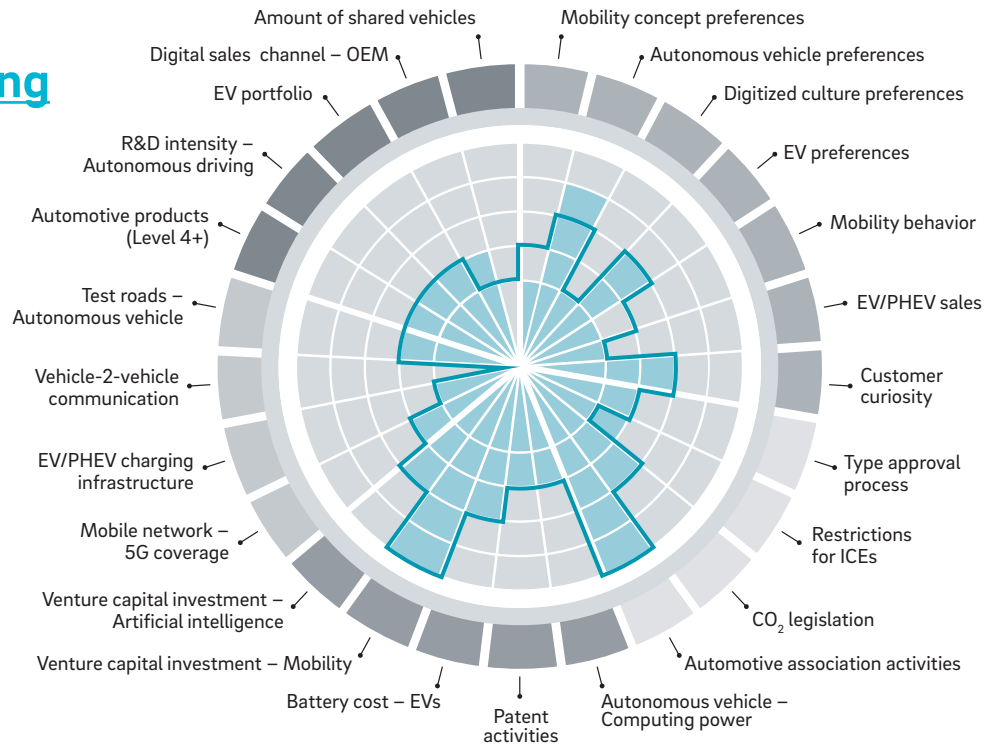 ng
Amount of shared vehicles
Mobility concept preferences
Digital sales channel – OEM
Autonomous vehicle preferences
EV portfolio
Digitized culture preferences
R&D intensity –
Autonomous driving
EV preferences
Automotive products
(Level 4+)
Mobility behavior
Test roads –
Autonomous vehicle
EV/PHEV sales
Vehicle-2-vehicle
communication
Customer
curiosity
EV/PHEV charging
infrastructure
Type approval
process
Mobile network –
5G coverage
Restrictions
for ICEs
Venture capital investment –
Artificial intelligence
CO₂ legislation
Venture capital investment – Mobility
Automotive association activities
Battery cost – EVs
Patent
activities
Autonomous vehicle –
Computing power